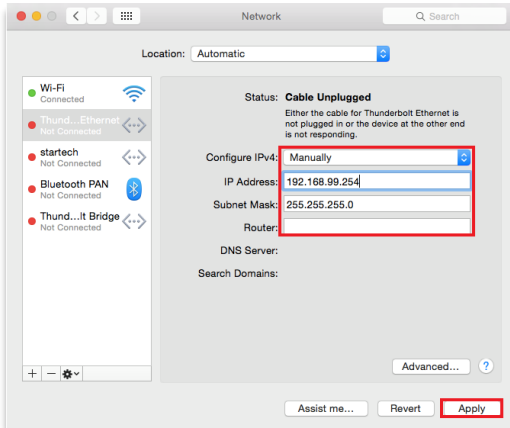 Network
Search
Location: Automatic
Wi-Fi
Connected
Thund...Ethernet
Not Connected
startech
Not Connected
Bluetooth PAN
Not Connected
Thund...lt Bridge
Not Connected
Status: Cable Unplugged
Either the cable for Thunderbolt Ethernet is
not plugged in or the device at the other end
is not responding.
Configure IPv4: Manually
IP Address: 192.168.99.254
Subnet Mask: 255.255.255.0
Router:
DNS Server:
Search Domains:
Advanced... ?
Assist me... Revert Apply